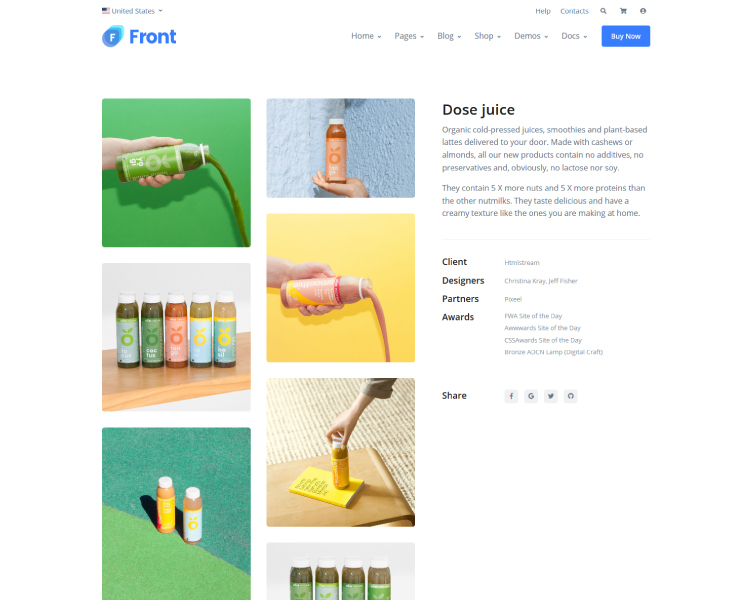 United States
Help
Contacts
F Front
Home
Pages
Blog
Shop
Demos
Docs
Buy Now
Dose juice
Organic cold-pressed juices, smoothies and plant-based
lattes delivered to your door. Made with cashews or
almonds, all our new products contain no additives, no
preservatives and, obviously, no lactose nor soy.
They contain 5 X more nuts and 5 X more proteins than
the other nutmilks. They taste delicious and have a
creamy texture like the ones you are making at home.
Client
Htmlstream
Designers
Christina Kray, Jeff Fisher
Partners
Pixeel
Awards
FWA Site of the Day
Awwwards Site of the Day
CSSAwards Site of the Day
Bronze ADCN Lamp (Digital Craft)
Share